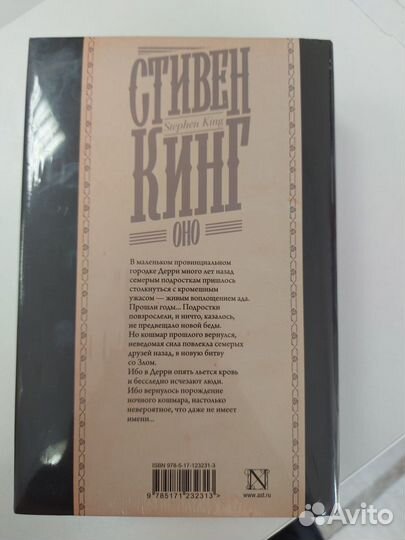 СТИВЕН
Stephen King
КИНГ
ОНО
В маленьком провинциальном
городке Дерри много лет назад
семерым подросткам пришлось
столкнуться с кромешным
ужасом — живым воплощением ада.
Прошли годы... Подростки
повзрослели, и ничто, казалось,
не предвещало новой беды.
Но кошмар прошлого вернулся,
неведомая сила повлекла семерых
друзей назад, в новую битву
со Злом.
Ибо в Дерри опять льется кровь
и бесследно исчезают люди.
Ибо вернулось порождение
ночного кошмара, настолько
невероятное, что даже не имеет
имени...
ISBN 978-5-17-123231-3
9 785171 232313 >
N
www.ast.ru
Avito